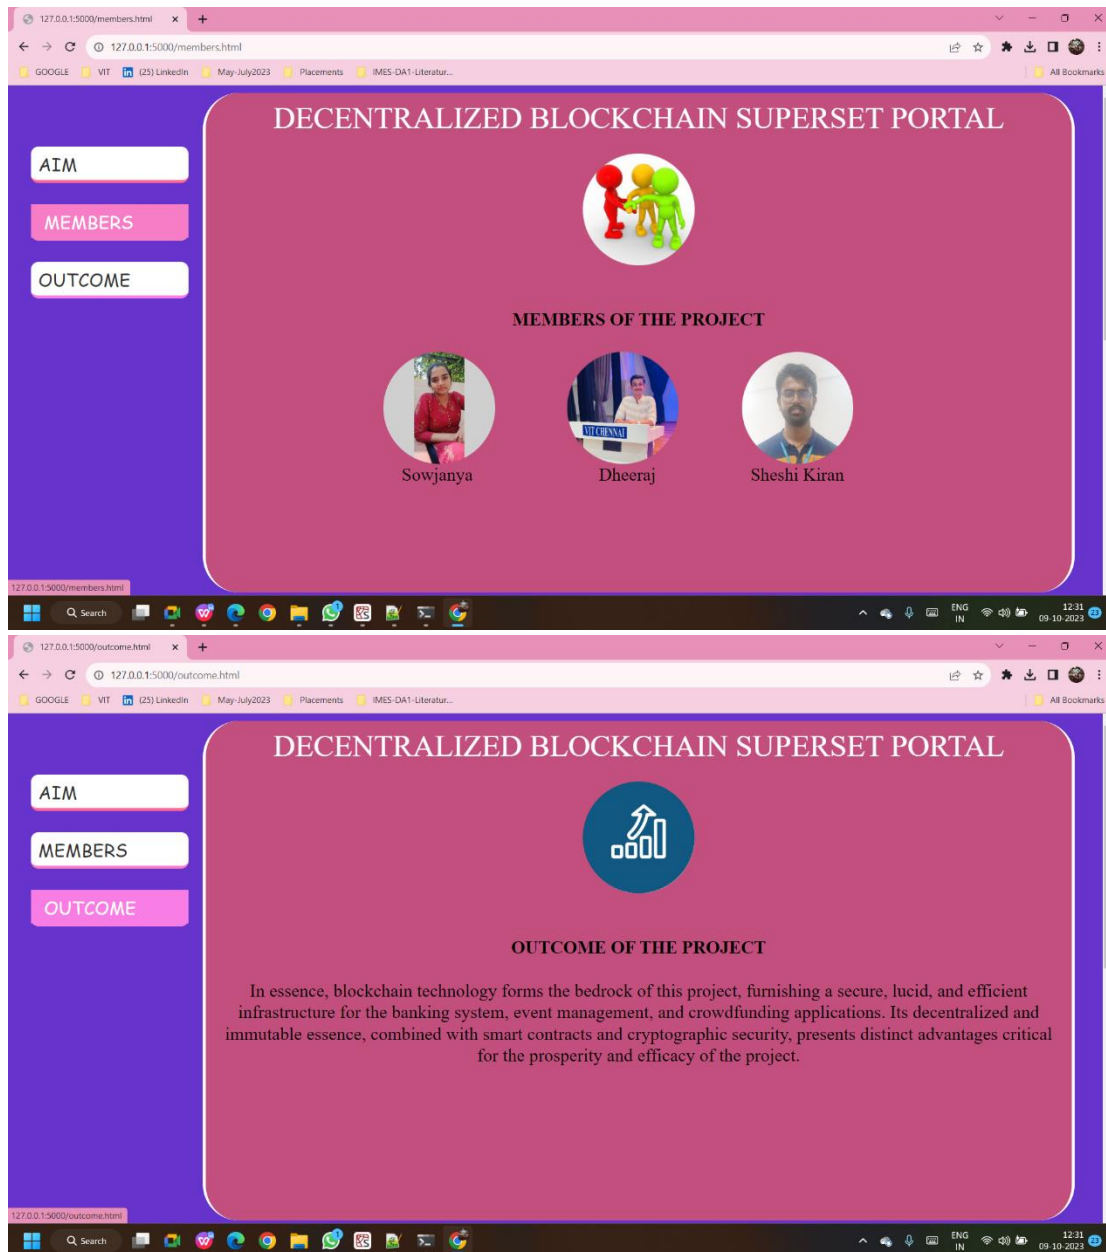 127.0.0.1:5000/members.html
127.0.0.1:5000/members.html
GOOGLE VIT in (25) LinkedIn May-July2023 Placements IMES-DA1-Literatur... All Bookmarks
DECENTRALIZED BLOCKCHAIN SUPERSET PORTAL
AIM
MEMBERS
OUTCOME
MEMBERS OF THE PROJECT
VIT CHENNAI
Sowjanya Dheeraj Sheshi Kiran
127.0.0.1:5000/members.html
Search ENG IN 12:31 09-10-2023 23
127.0.0.1:5000/outcome.html
127.0.0.1:5000/outcome.html
GOOGLE VIT in (25) LinkedIn May-July2023 Placements IMES-DA1-Literatur... All Bookmarks
DECENTRALIZED BLOCKCHAIN SUPERSET PORTAL
AIM
MEMBERS
OUTCOME
OUTCOME OF THE PROJECT
In essence, blockchain technology forms the bedrock of this project, furnishing a secure, lucid, and efficient
infrastructure for the banking system, event management, and crowdfunding applications. Its decentralized and
immutable essence, combined with smart contracts and cryptographic security, presents distinct advantages critical
for the prosperity and efficacy of the project.
127.0.0.1:5000/outcome.html
Search ENG IN 12:31 09-10-2023 23